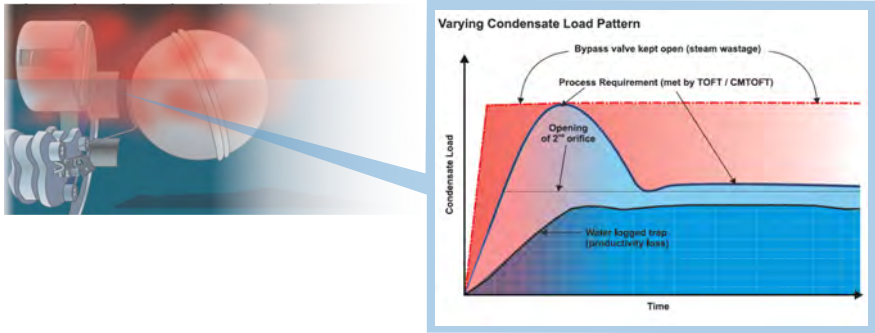 Varying Condensate Load Pattern
Bypass valve kept open (steam wastage)
Process Requirement (met by TOFT / CMTOFT)
Opening
of 2nd orifice
Condensate Load
Water logged trap
(productivity loss)
Time